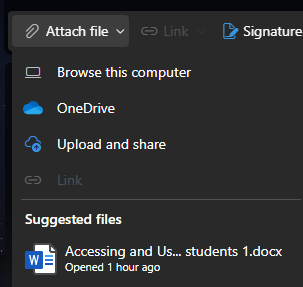 Attach file Link Signature
Browse this computer
OneDrive
Upload and share
Link
Suggested files
Accessing and Us... students 1.docx
Opened 1 hour ago